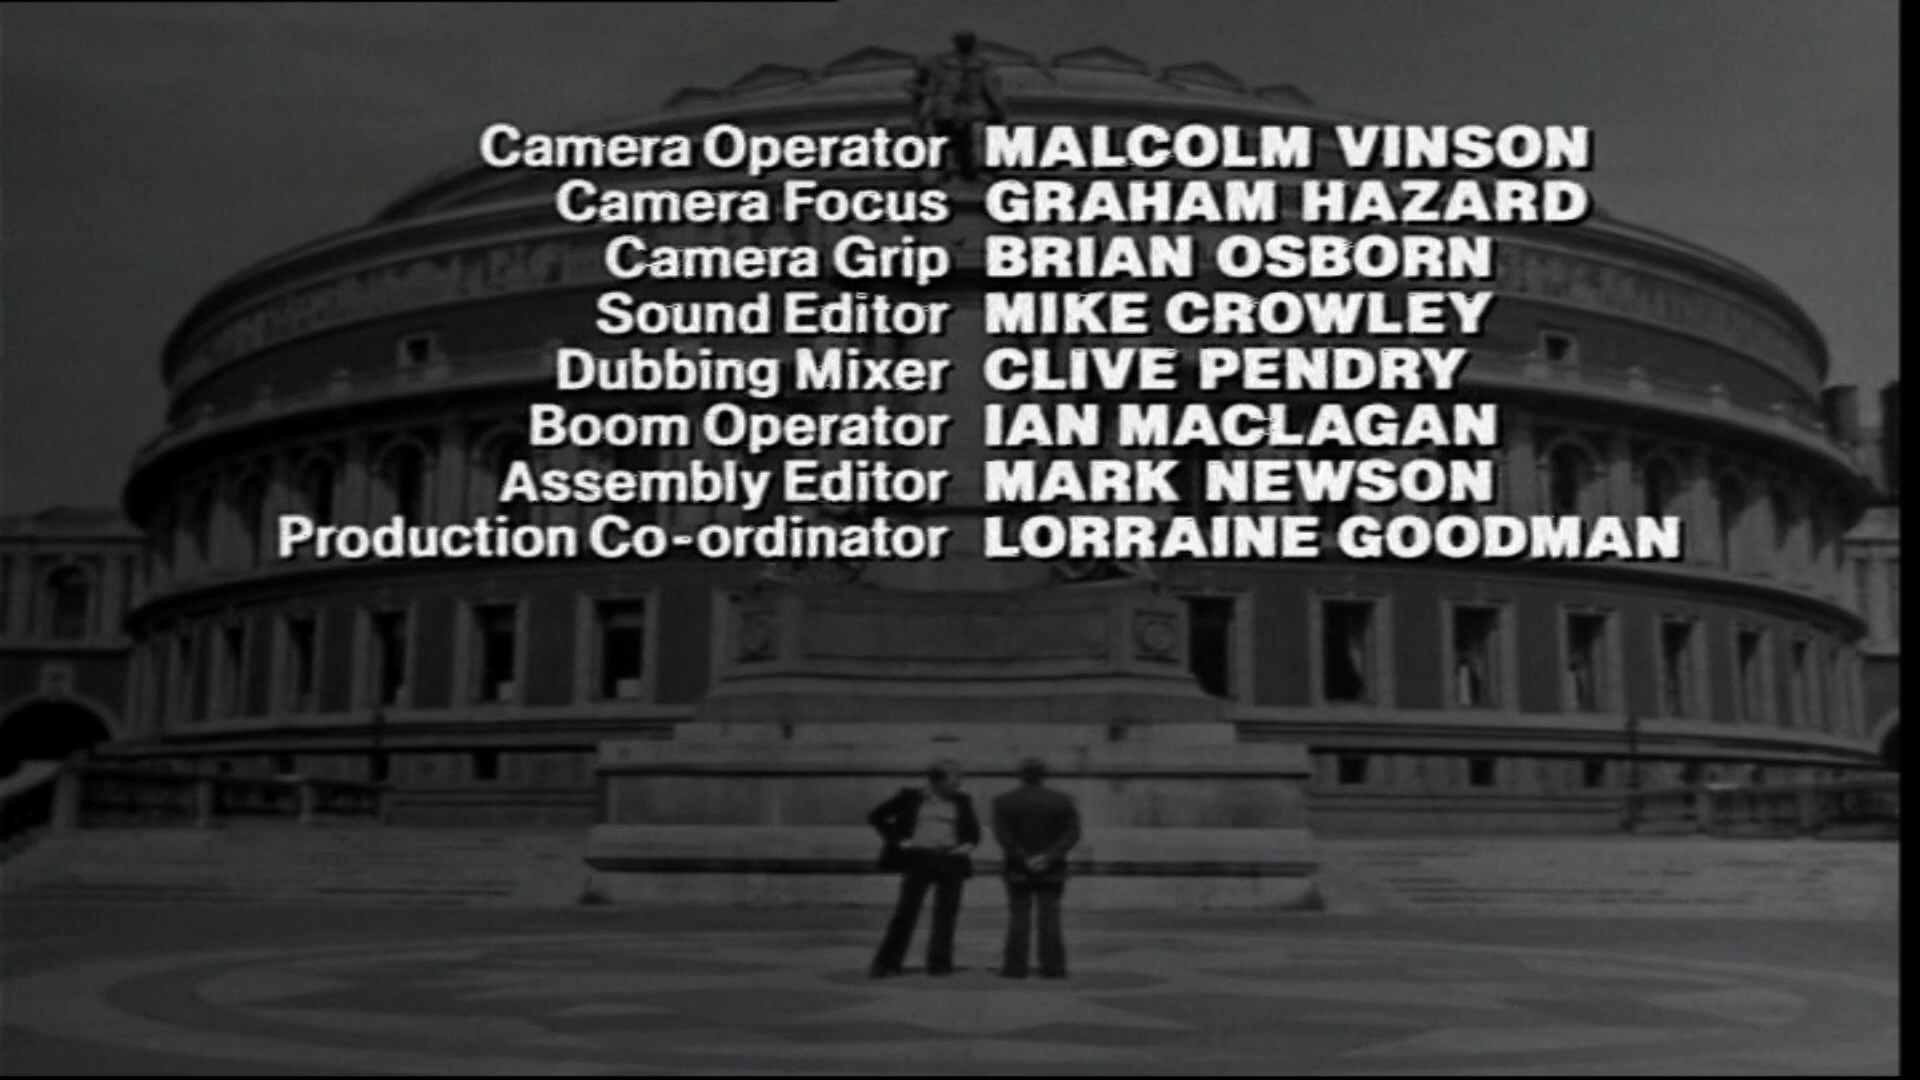 Camera Operator MALCOLM VINSON
Camera Focus GRAHAM HAZARD
Camera Grip BRIAN OSBORN
Sound Editor MIKE CROWLEY
Dubbing Mixer CLIVE PENDRY
Boom Operator IAN MACLAGAN
Assembly Editor MARK NEWSON
Production Co-ordinator LORRAINE GOODMAN